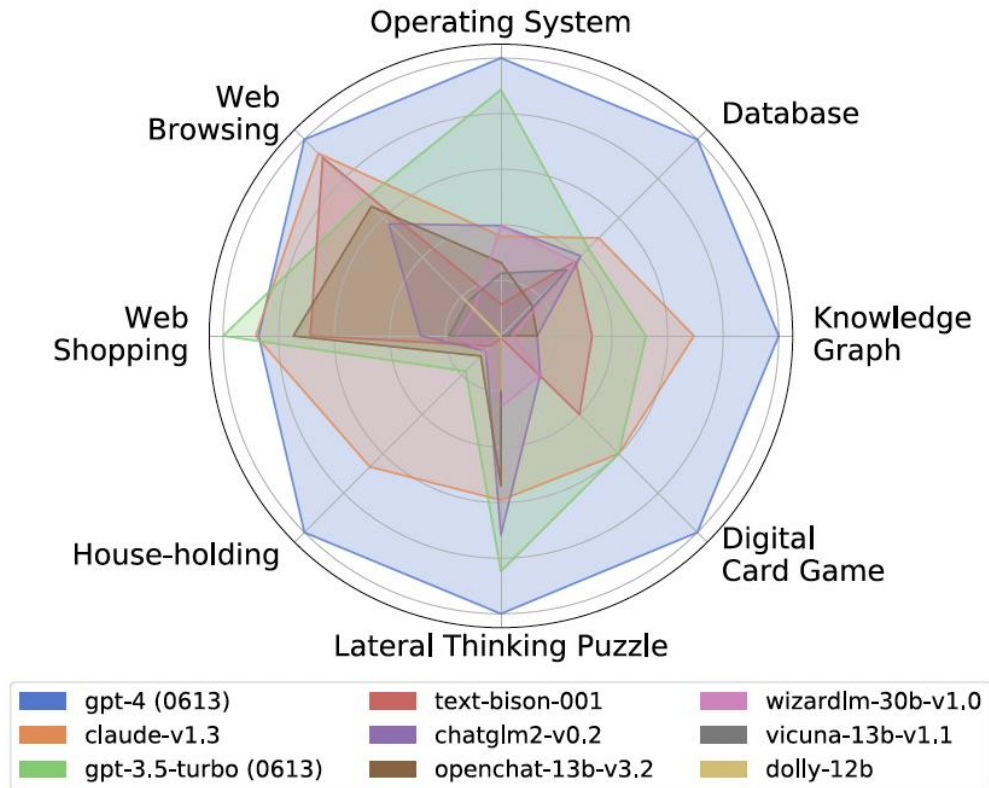 Operating System
Web
Browsing
Database
Web
Shopping
Knowledge
Graph
House-holding
Digital
Card Game
Lateral Thinking Puzzle
gpt-4 (0613)
claude-v1.3
gpt-3.5-turbo (0613)
text-bison-001
chatglm2-v0.2
openchat-13b-v3.2
wizardlm-30b-v1.0
vicuna-13b-v1.1
dolly-12b